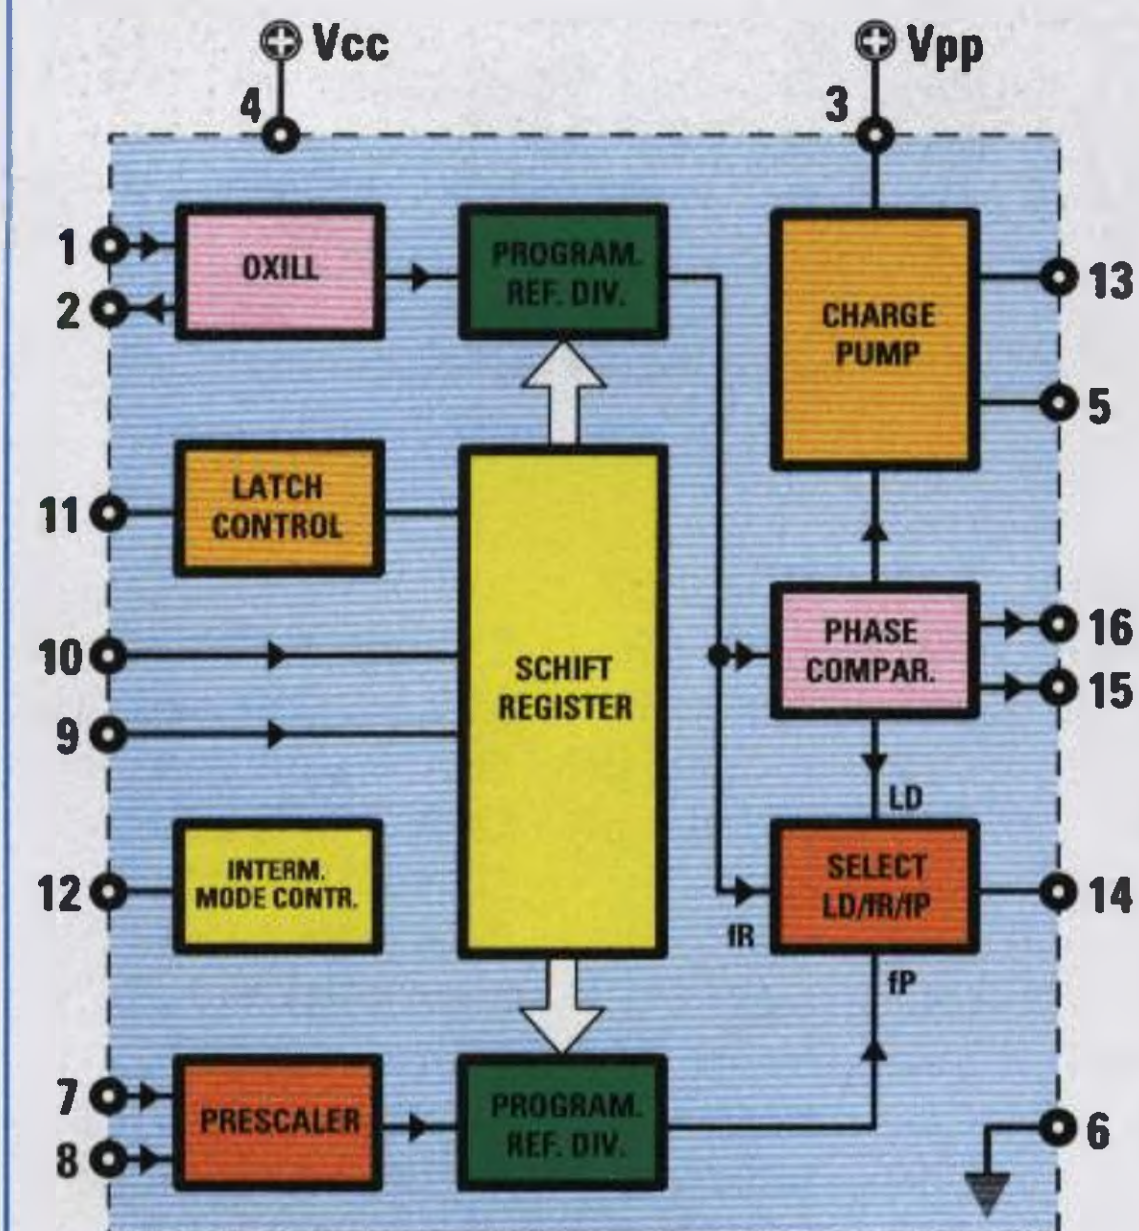 Vcc
Vpp
4
3
1
2
OXILL
PROGRAM.
REF. DIV.
CHARGE
PUMP
13
5
11
LATCH
CONTROL
10
9
SCHIFT
REGISTER
PHASE
COMPAR.
16
15
LD
12
INTERM.
MODE CONTR.
SELECT
LD/fR/fP
14
fR
fP
7
8
PRESCALER
PROGRAM.
REF. DIV.
6